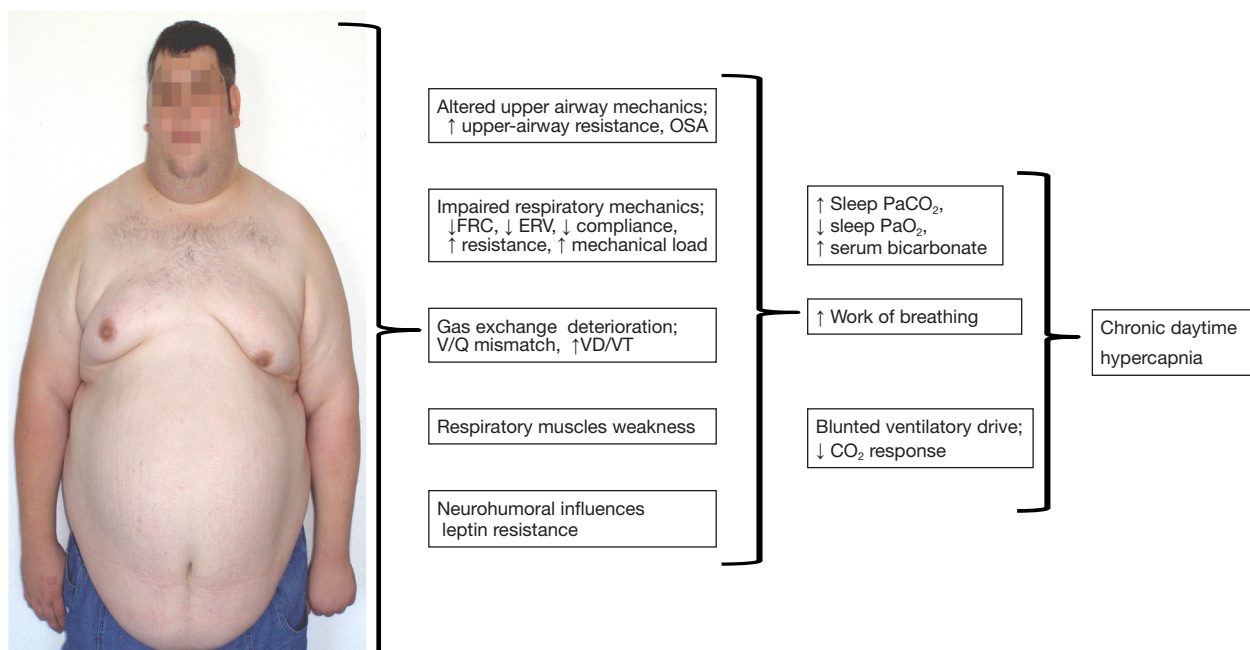 Altered upper airway mechanics;
↑ upper-airway resistance, OSA
Impaired respiratory mechanics;
↓FRC, ↓ ERV, ↓ compliance,
↑ resistance, ↑ mechanical load
Gas exchange deterioration;
V/Q mismatch, ↑VD/VT
Respiratory muscles weakness
Neurohumoral influences
leptin resistance
↑ Sleep PaCO₂,
↓ sleep PaO₂,
↑ serum bicarbonate
↑ Work of breathing
Blunted ventilatory drive;
↓ CO₂ response
Chronic daytime
hypercapnia